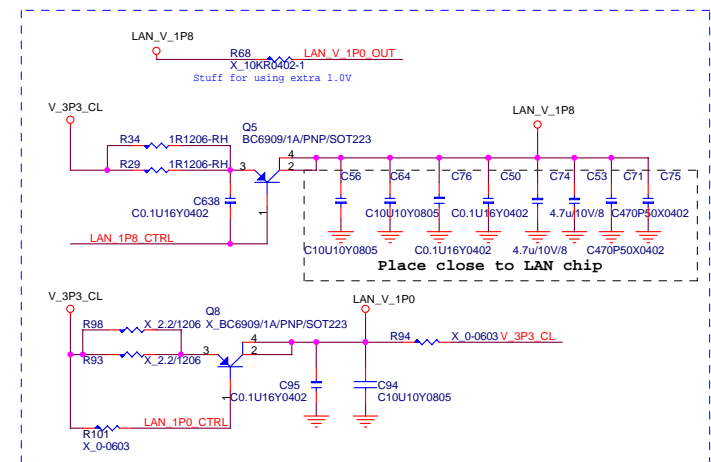 LAN_V_1P8
R68 LAN_V_1P0_OUT
X_10KR0402-1
Stuff for using extra 1.0V
V_3P3_CL LAN_V_1P8
Q5
R34 1R1206-RH BC6909/1A/PNP/SOT223
4
R29 1R1206-RH 3 2
C56 C64 C76 C50 C74 C53 C71 C75
C638
C0.1U16Y0402 1 C10U10Y0805 C0.1U16Y0402 4.7u/10V/8 C470P50X0402
LAN_1P8_CTRL
C10U10Y0805 C0.1U16Y0402 4.7u/10V/8 C470P50X0402
Place close to LAN chip
V_3P3_CL LAN_V_1P0
Q8
R98 X_2.2/1206 X_BC6909/1A/PNP/SOT223
4 R94 X_0-0603 V_3P3_CL
R93 X_2.2/1206 3 2
C95 C94
1 C0.1U16Y0402 C10U10Y0805
LAN_1P0_CTRL
R101
X_0-0603